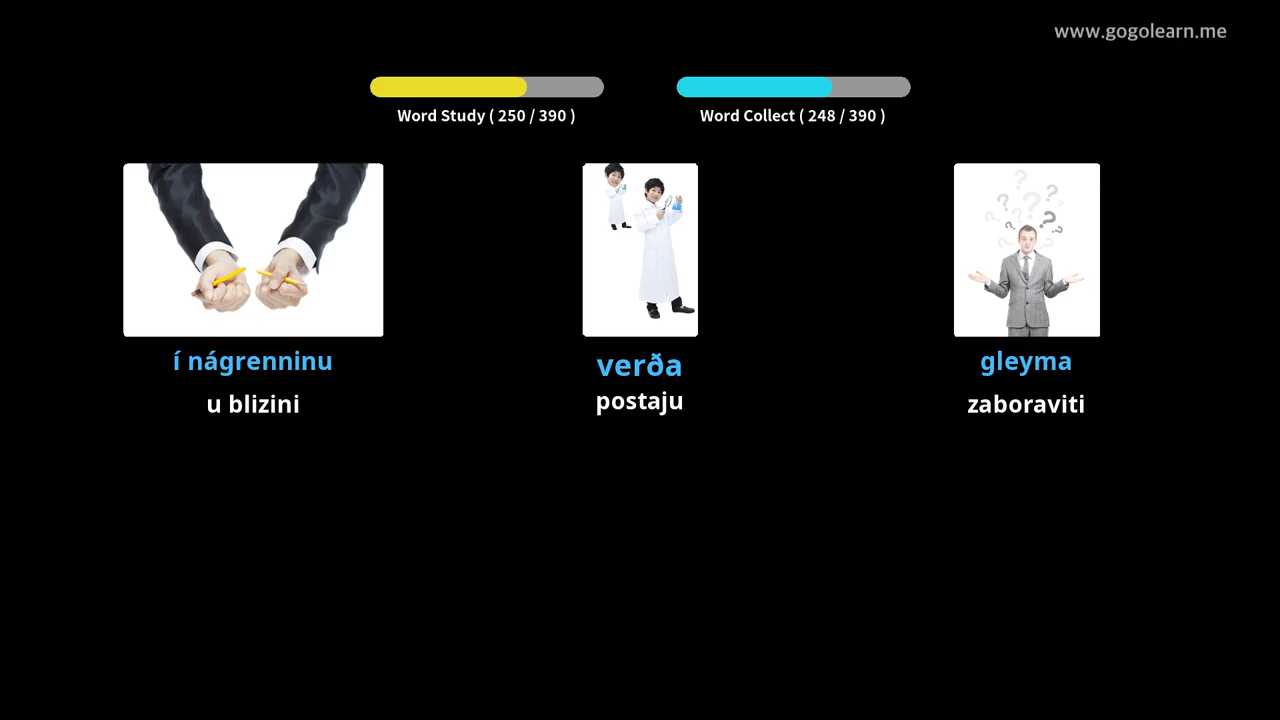 www.gogolearn.me
Word Study ( 250 / 390 )
Word Collect ( 248 / 390 )
í nágrenninu
verða
gleyma
u blizini
postaju
zaboraviti